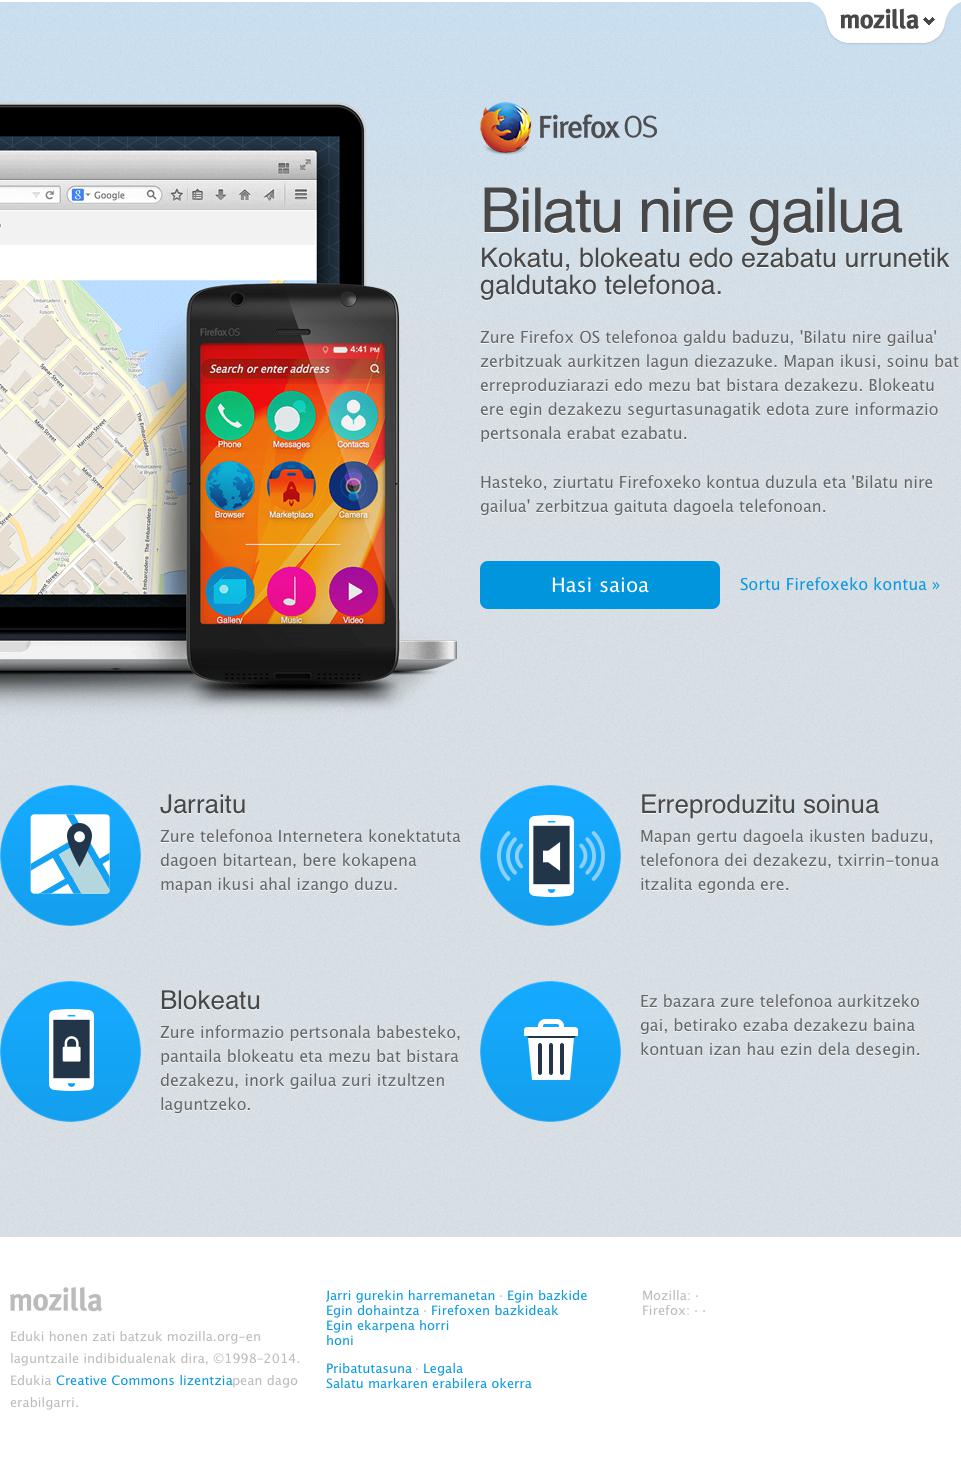 mozilla
Firefox OS
Bilatu nire gailua
Kokatu, blokeatu edo ezabatu urrunetik
galdutako telefonoa.
Zure Firefox OS telefonoa galdu baduzu, 'Bilatu nire gailua'
zerbitzuak aurkitzen lagun diezazuke. Mapan ikusi, soinu bat
erreproduziarazi edo mezu bat bistara dezakezu. Blokeatu
ere egin dezakezu segurtasunagatik edota zure informazio
pertsonala erabat ezabatu.
Hasteko, ziurtatu Firefoxeko kontua duzula eta 'Bilatu nire
gailua' zerbitzua gaituta dagoela telefonoan.
Hasi saioa
Sortu Firefoxeko kontua »
8 Google
Spear Street
Main Street
Harrison Street
The Embarcadero
Firefox OS
4:41 PM
Search or enter address
Phone Messages Contacts
Browser Marketplace Camera
Gallery Music Video
Jarraitu
Zure telefonoa Internetera konektatuta
dagoen bitartean, bere kokapena
mapan ikusi ahal izango duzu.
Erreproduzitu soinua
Mapan gertu dagoela ikusten baduzu,
telefonora dei dezakezu, txirrin-tonua
itzalita egonda ere.
Blokeatu
Zure informazio pertsonala babesteko,
pantaila blokeatu eta mezu bat bistara
dezakezu, inork gailua zuri itzultzen
laguntzeko.
Ez bazara zure telefonoa aurkitzeko
gai, betirako ezaba dezakezu baina
kontuan izan hau ezin dela desegin.
mozilla
Eduki honen zati batzuk mozilla.org-en
laguntzaile indibidualenak dira, ©1998–2014.
Edukia Creative Commons lizentziapean dago
erabilgarri.
Jarri gurekin harremanetan · Egin bazkide
Egin dohaintza · Firefoxen bazkideak
Egin ekarpena horri
honi
Pribatutasuna · Legala
Salatu markaren erabilera okerra
Mozilla: ·
Firefox: · ·